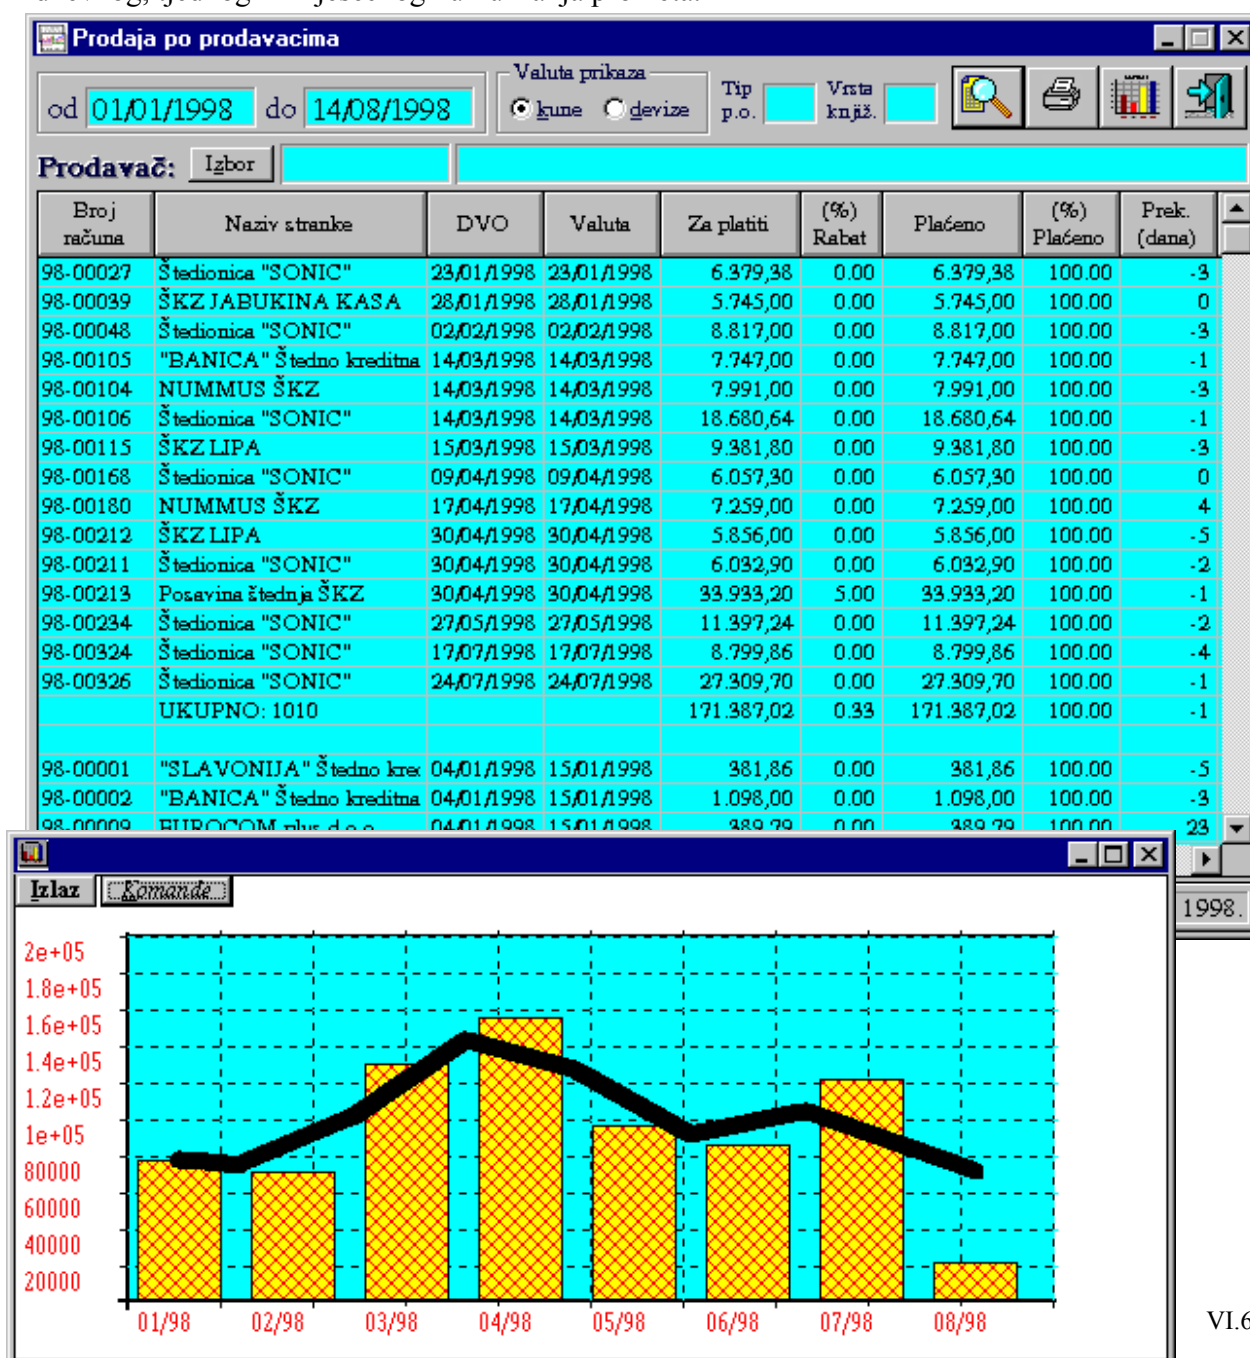 Prodaja po prodavacima
Valuta prikaza
od 01/01/1998 do 14/08/1998 kune devize Tip p.o. Vrsta knjiž.
Prodavač: Izbor
Broj računa Naziv stranke DVO Valuta Za platiti (%) Rabat Plaćeno (%) Plaćeno Prek. (dana)
98-00027 Štedionica "SONIC" 23/01/1998 23/01/1998 6.379,38 0.00 6.379,38 100.00 -3
98-00039 ŠKZ JABUKINA KASA 28/01/1998 28/01/1998 5.745,00 0.00 5.745,00 100.00 0
98-00048 Štedionica "SONIC" 02/02/1998 02/02/1998 8.817,00 0.00 8.817,00 100.00 -3
98-00105 "BANICA" Štedno kreditna 14/03/1998 14/03/1998 7.747,00 0.00 7.747,00 100.00 -1
98-00104 NUMMUS ŠKZ 14/03/1998 14/03/1998 7.991,00 0.00 7.991,00 100.00 -3
98-00106 Štedionica "SONIC" 14/03/1998 14/03/1998 18.680,64 0.00 18.680,64 100.00 -1
98-00115 ŠKZ LIPA 15/03/1998 15/03/1998 9.381,80 0.00 9.381,80 100.00 -3
98-00168 Štedionica "SONIC" 09/04/1998 09/04/1998 6.057,30 0.00 6.057,30 100.00 0
98-00180 NUMMUS ŠKZ 17/04/1998 17/04/1998 7.259,00 0.00 7.259,00 100.00 4
98-00212 ŠKZ LIPA 30/04/1998 30/04/1998 5.856,00 0.00 5.856,00 100.00 -5
98-00211 Štedionica "SONIC" 30/04/1998 30/04/1998 6.032,90 0.00 6.032,90 100.00 -2
98-00213 Posavina štednja ŠKZ 30/04/1998 30/04/1998 33.933,20 5.00 33.933,20 100.00 -1
98-00234 Štedionica "SONIC" 27/05/1998 27/05/1998 11.397,24 0.00 11.397,24 100.00 -2
98-00324 Štedionica "SONIC" 17/07/1998 17/07/1998 8.799,86 0.00 8.799,86 100.00 -4
98-00326 Štedionica "SONIC" 24/07/1998 24/07/1998 27.309,70 0.00 27.309,70 100.00 -1
UKUPNO: 1010 171.387,02 0.33 171.387,02 100.00 -1
98-00001 "SLAVONIJA" Štedno kre 04/01/1998 15/01/1998 381,86 0.00 381,86 100.00 -5
98-00002 "BANICA" Štedno kreditna 04/01/1998 15/01/1998 1.098,00 0.00 1.098,00 100.00 -3
98-00009 EUROCOM plus d.o.o. 04/01/1998 15/01/1998 389,79 0.00 389,79 100.00 23
Izlaz Komande
1998.
2e+05
1.8e+05
1.6e+05
1.4e+05
1.2e+05
1e+05
80000
60000
40000
20000
01/98 02/98 03/98 04/98 05/98 06/98 07/98 08/98
VI.6